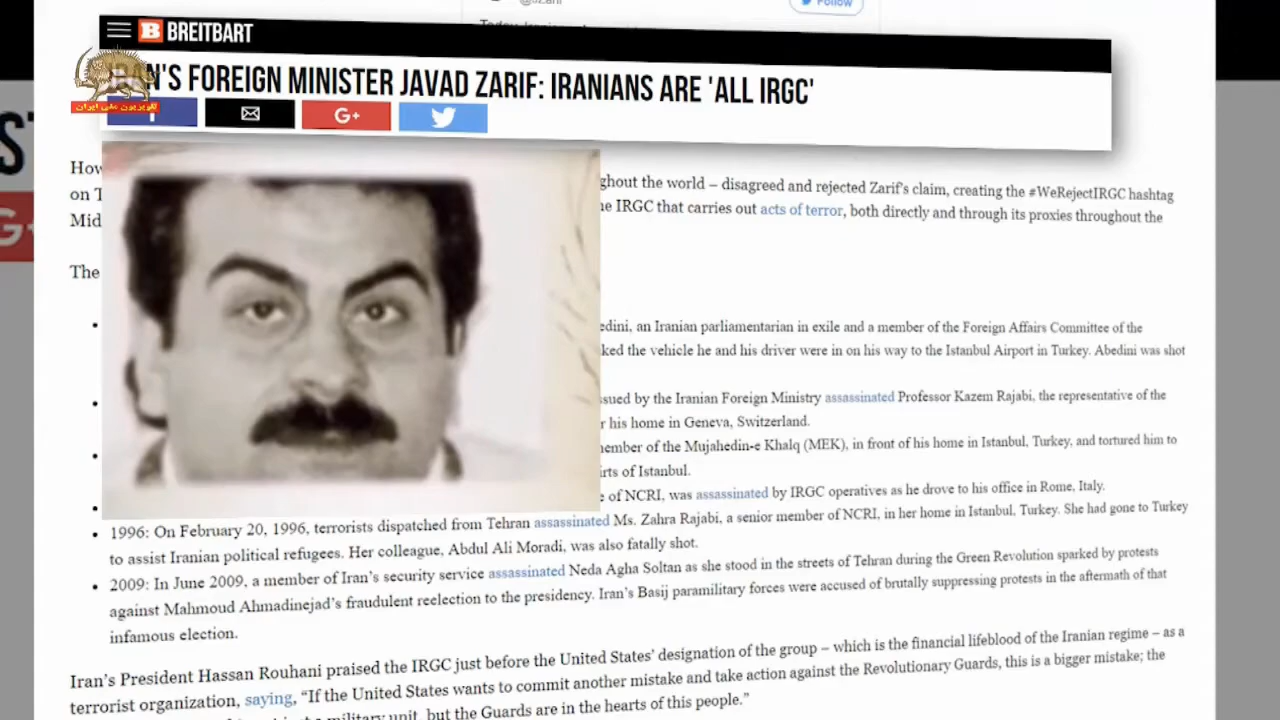 Follow
BREITBART
'S FOREIGN MINISTER JAVAD ZARIF: IRANIANS ARE 'ALL IRGC'
G+
تلویزیون ملی ایران
How
ghout the world – disagreed and rejected Zarif's claim, creating the #WeRejectIRGC hashtag
on T
e IRGC that carries out acts of terror, both directly and through its proxies throughout the
Mid
The
edini, an Iranian parliamentarian in exile and a member of the Foreign Affairs Committee of the
ked the vehicle he and his driver were in on his way to the Istanbul Airport in Turkey. Abedini was shot
sued by the Iranian Foreign Ministry assassinated Professor Kazem Rajabi, the representative of the
r his home in Geneva, Switzerland.
ember of the Mujahedin-e Khalq (MEK), in front of his home in Istanbul, Turkey, and tortured him to
irts of Istanbul.
e of NCRI, was assassinated by IRGC operatives as he drove to his office in Rome, Italy.
1996: On February 20, 1996, terrorists dispatched from Tehran assassinated Ms. Zahra Rajabi, a senior member of NCRI, in her home in Istanbul, Turkey. She had gone to Turkey
to assist Iranian political refugees. Her colleague, Abdul Ali Moradi, was also fatally shot.
2009: In June 2009, a member of Iran's security service assassinated Neda Agha Soltan as she stood in the streets of Tehran during the Green Revolution sparked by protests
against Mahmoud Ahmadinejad's fraudulent reelection to the presidency. Iran's Basij paramilitary forces were accused of brutally suppressing protests in the aftermath of that
infamous election.
Iran's President Hassan Rouhani praised the IRGC just before the United States' designation of the group – which is the financial lifeblood of the Iranian regime – as a
terrorist organization, saying, "If the United States wants to commit another mistake and take action against the Revolutionary Guards, this is a bigger mistake; the
military unit, but the Guards are in the hearts of this people."